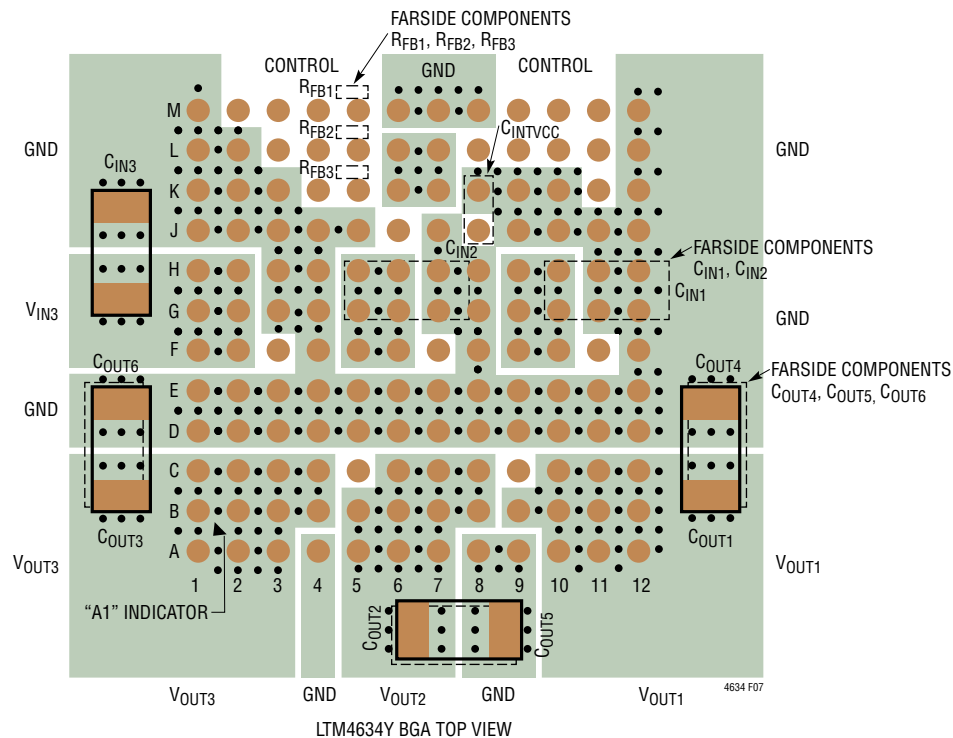 FARSIDE COMPONENTS
RFB1, RFB2, RFB3
CONTROL
GND
CONTROL
RFB1
M
CINTVCC
RFB2
GND
L
GND
CIN3
RFB3
K
J
CIN2
FARSIDE COMPONENTS
CIN1, CIN2
H
CIN1
VIN3
G
GND
F
COUT6
COUT4
FARSIDE COMPONENTS
COUT4, COUT5, COUT6
E
GND
D
C
B
COUT3
COUT1
A
VOUT3
VOUT1
1 2 3 4 5 6 7 8 9 10 11 12
“A1” INDICATOR
COUT2
COUT5
4634 F07
VOUT3
GND
VOUT2
GND
VOUT1
LTM4634Y BGA TOP VIEW